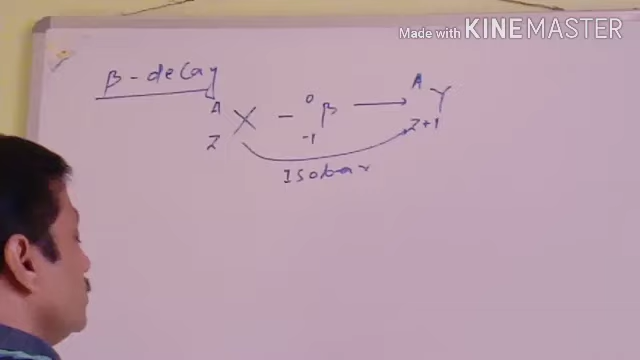 Made with KINEMASTER
β-decay
A X Z - 0 β -1 → A Y Z+1
Isobar